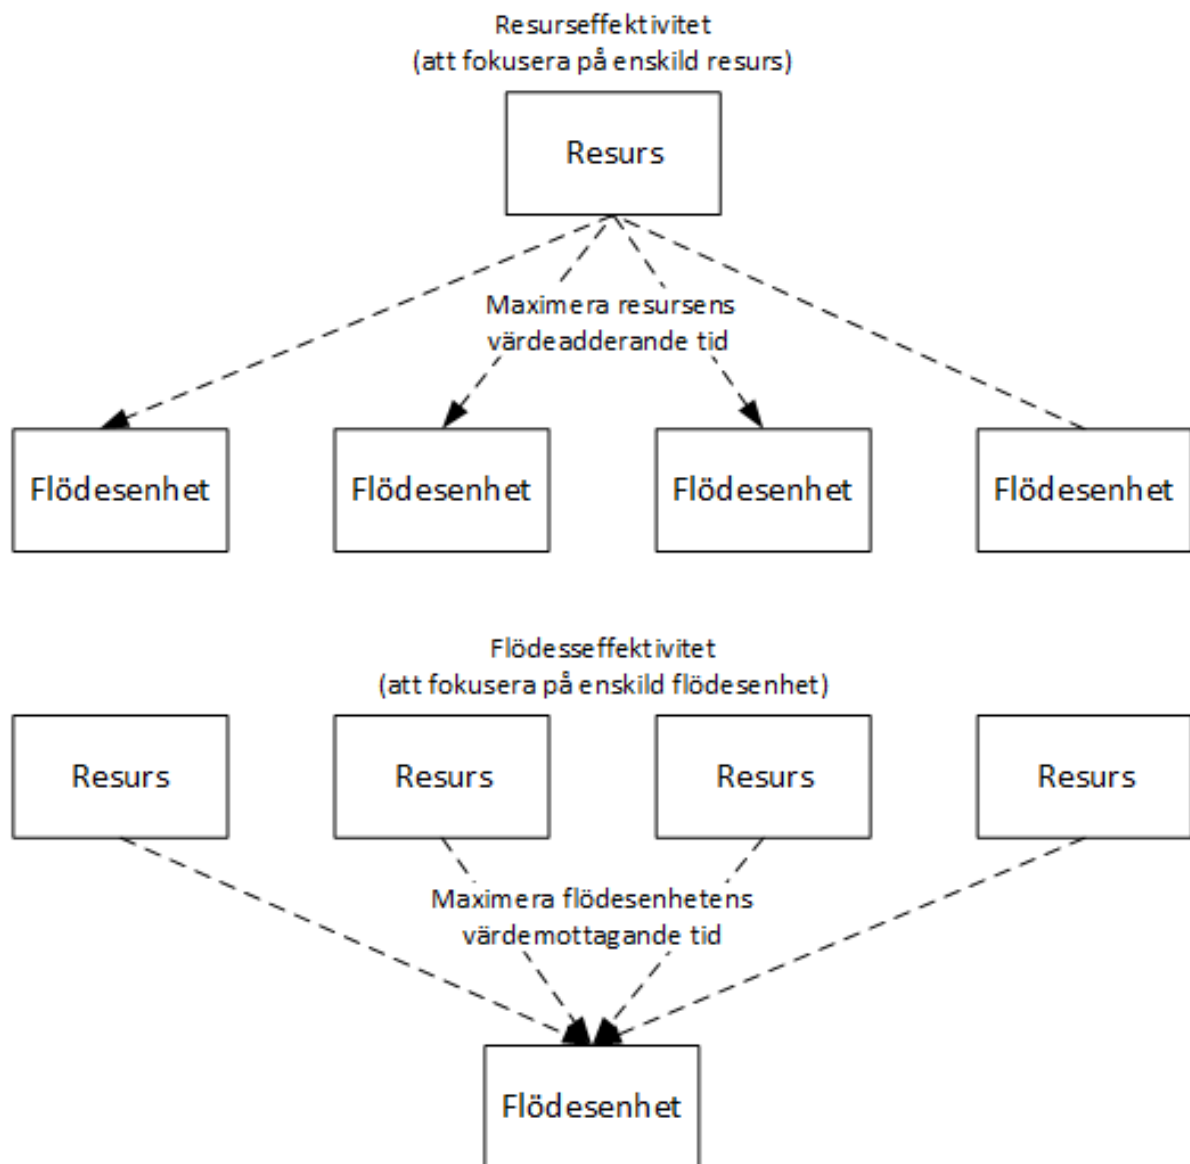 Resurseffektivitet
(att fokusera på enskild resurs)
Resurs
Maximera resursens
värdeadderande tid
Flödesenhet Flödesenhet Flödesenhet Flödesenhet
Flödesseffektivitet
(att fokusera på enskild flödesenhet)
Resurs Resurs Resurs Resurs
Maximera flödesenhetens
värdemottagande tid
Flödesenhet